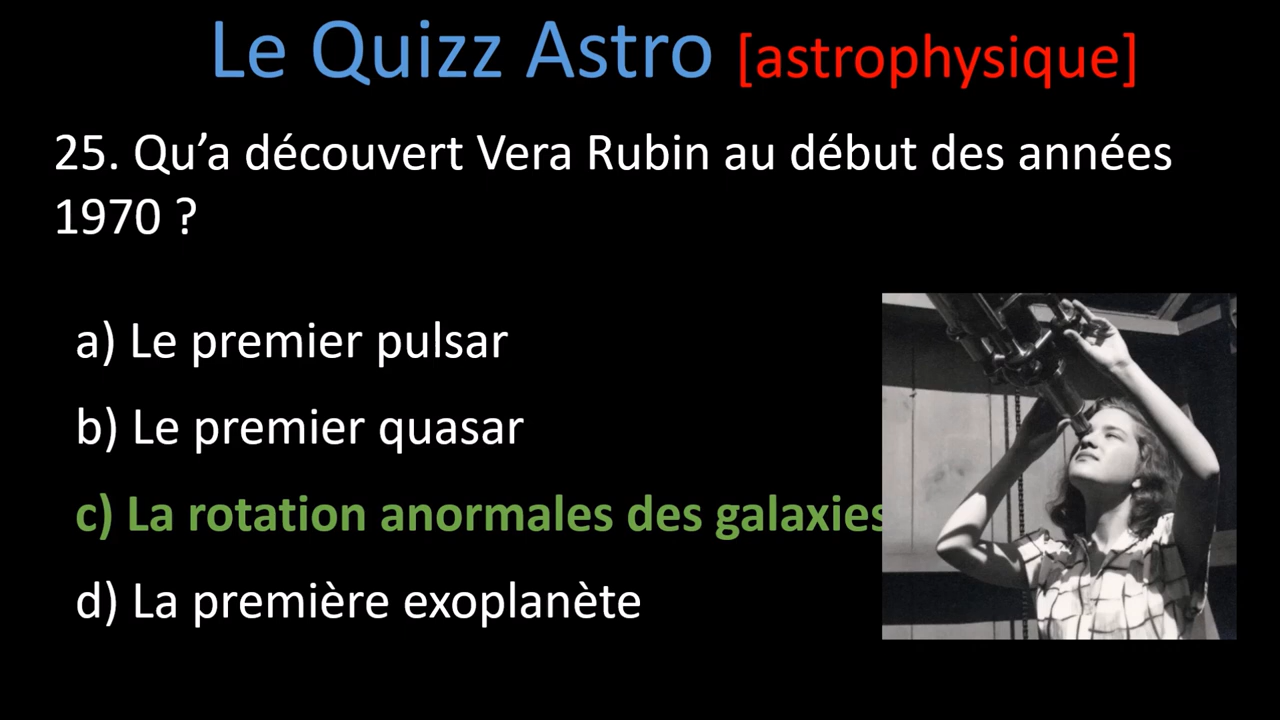 Le Quizz Astro [astrophysique]
25. Qu’a découvert Vera Rubin au début des années
1970 ?
a) Le premier pulsar
b) Le premier quasar
c) La rotation anormales des galaxies
d) La première exoplanète